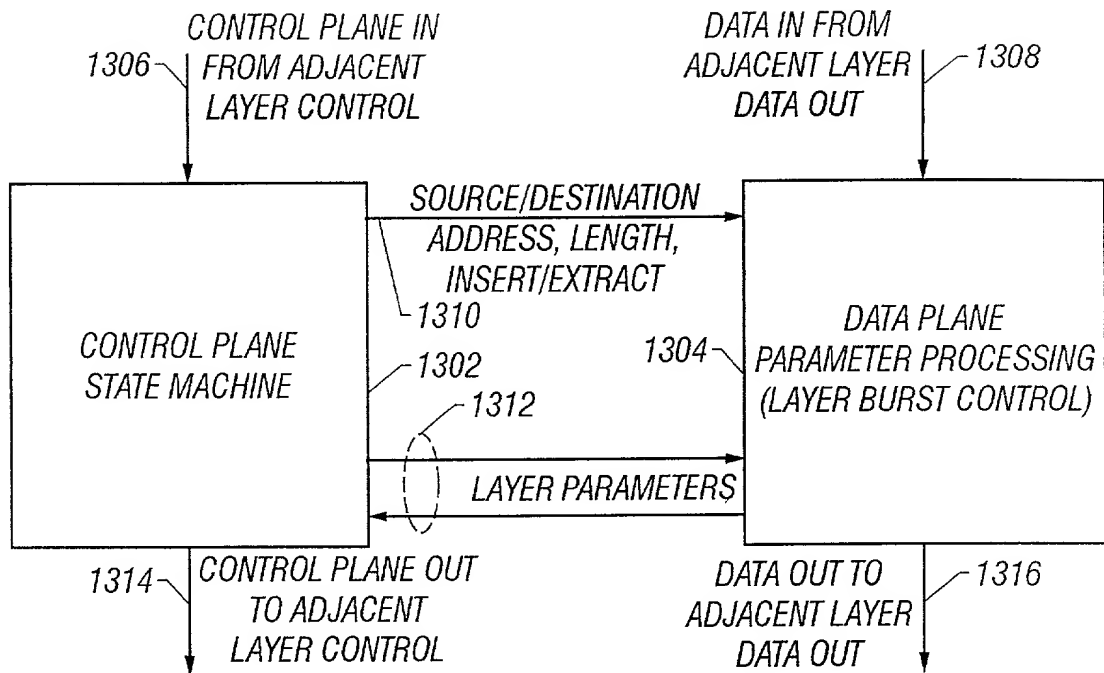 CONTROL PLANE IN
FROM ADJACENT
LAYER CONTROL
1306
DATA IN FROM
ADJACENT LAYER
DATA OUT
1308
SOURCE/DESTINATION
ADDRESS, LENGTH,
INSERT/EXTRACT
1310
CONTROL PLANE
STATE MACHINE
1302
1304
DATA PLANE
PARAMETER PROCESSING
(LAYER BURST CONTROL)
1312
LAYER PARAMETERS
1314
CONTROL PLANE OUT
TO ADJACENT
LAYER CONTROL
DATA OUT TO
ADJACENT LAYER
DATA OUT
1316